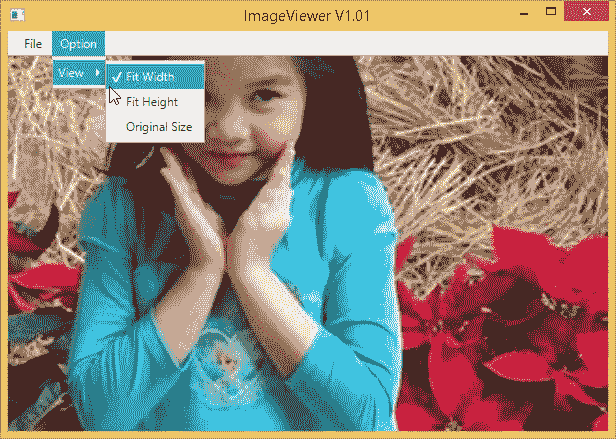 ImageViewer V1.01
File Option
View Fit Width
Fit Height
Original Size